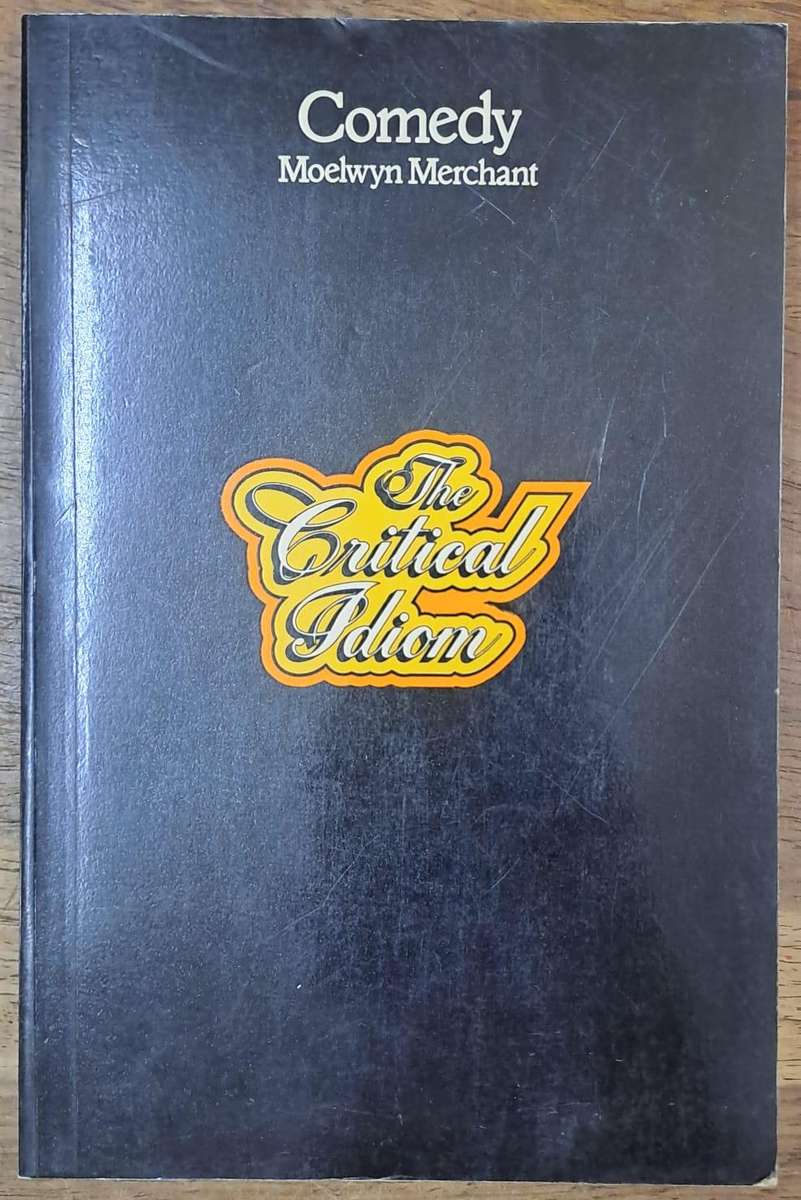 Comedy
Moelwyn Merchant
The
Critical
Idiom